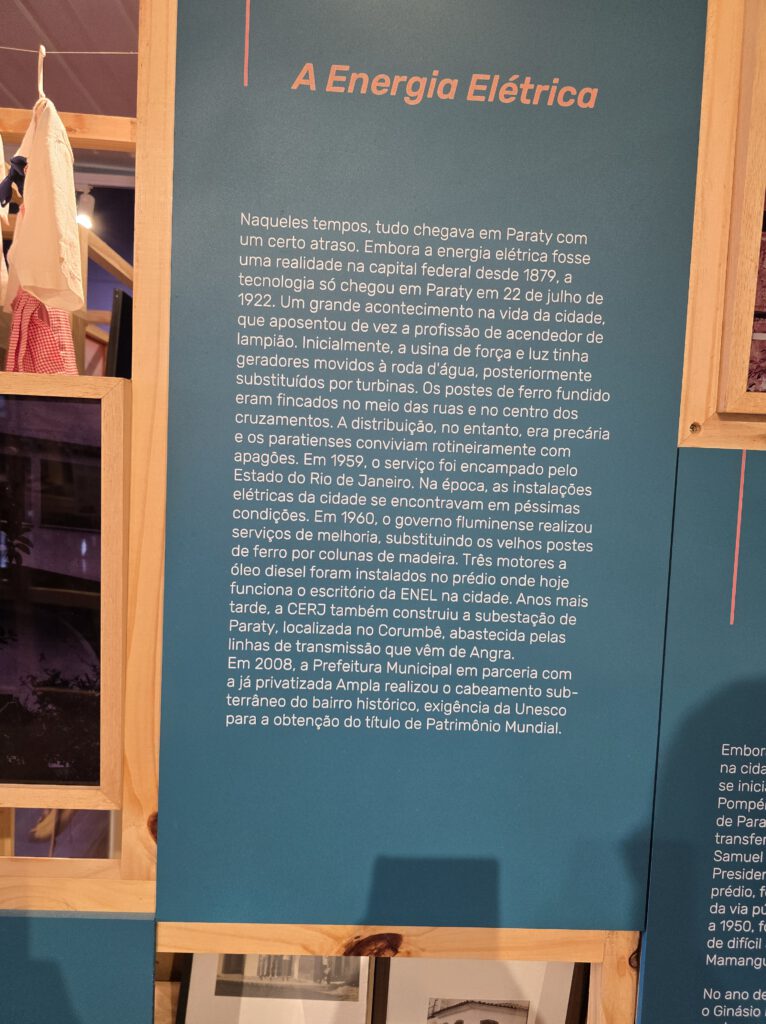 A Energia Elétrica
Naqueles tempos, tudo chegava em Paraty com
um certo atraso. Embora a energia elétrica fosse
uma realidade na capital federal desde 1879, a
tecnologia só chegou em Paraty em 22 de julho de
1922. Um grande acontecimento na vida da cidade,
que aposentou de vez a profissão de acendedor de
lampião. Inicialmente, a usina de força e luz tinha
geradores movidos à roda d'água, posteriormente
substituídos por turbinas. Os postes de ferro fundido
eram fincados no meio das ruas e no centro dos
cruzamentos. A distribuição, no entanto, era precária
e os paratienses conviviam rotineiramente com
apagões. Em 1959, o serviço foi encampado pelo
Estado do Rio de Janeiro. Na época, as instalações
elétricas da cidade se encontravam em péssimas
condições. Em 1960, o governo fluminense realizou
serviços de melhoria, substituindo os velhos postes
de ferro por colunas de madeira. Três motores a
óleo diesel foram instalados no prédio onde hoje
funciona o escritório da ENEL na cidade. Anos mais
tarde, a CERJ também construiu a subestação de
Paraty, localizada no Corumbê, abastecida pelas
linhas de transmissão que vêm de Angra.
Em 2008, a Prefeitura Municipal em parceria com
a já privatizada Ampla realizou o cabeamento sub-
terrâneo do bairro histórico, exigência da Unesco
para a obtenção do título de Patrimônio Mundial.
na
se
de
Samuel
prédio,
da via
a 1950,
de difícil
No ano de
o Ginásio